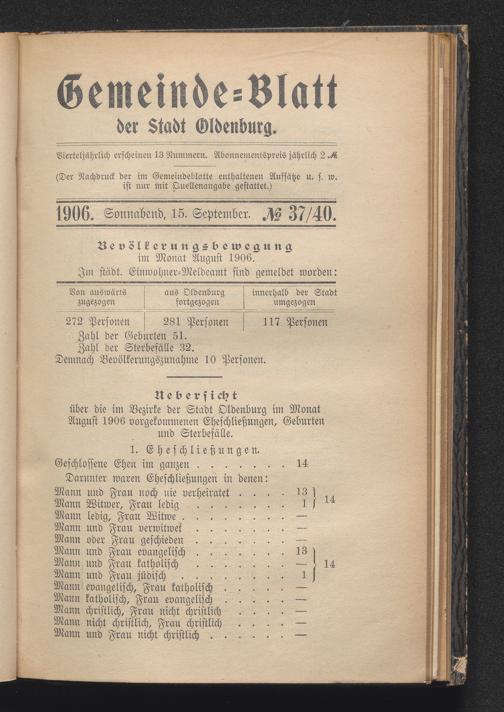 Gemeinde=Blatt
der Stadt Oldenburg.
Vierteljährlich erscheinen 13 Nummern. Abonnementspreis jährlich 2 ℳ
(Der Nachdruck der im Gemeindeblatte enthaltenen Aufsätze u. s. w.
ist nur mit Quellenangabe gestattet.)
1906. Sonnabend, 15. September. № 37/40.
Bevölkerungsbewegung
im Monat August 1906.
Im städt. Einwohner=Meldeamt sind gemeldet worden:
Von auswärts zugezogen | aus Oldenburg fortgezogen | innerhalb der Stadt umgezogen
272 Personen | 281 Personen | 117 Personen
Zahl der Geburten 51.
Zahl der Sterbefälle 32.
Demnach Bevölkerungszunahme 10 Personen.
Uebersicht
über die im Bezirke der Stadt Oldenburg im Monat
August 1906 vorgekommenen Eheschließungen, Geburten
und Sterbefälle.
1. Eheschließungen.
Geschlossene Ehen im ganzen . . . . . . . 14
Darunter waren Eheschließungen in denen:
Mann und Frau noch nie verheiratet . . . . 13 } 14
Mann Witwer, Frau ledig . . . . . . . 1
Mann ledig, Frau Witwe . . . . . . . . —
Mann und Frau verwitwet . . . . . . . —
Mann oder Frau geschieden . . . . . . . —
Mann und Frau evangelisch . . . . . . 13
Mann und Frau katholisch . . . . . . . — } 14
Mann und Frau jüdisch . . . . . . . . 1
Mann evangelisch, Frau katholisch . . . . . —
Mann katholisch, Frau evangelisch . . . . . —
Mann christlich, Frau nicht christlich . . . . —
Mann nicht christlich, Frau christlich . . . . —
Mann und Frau nicht christlich . . . . . . —